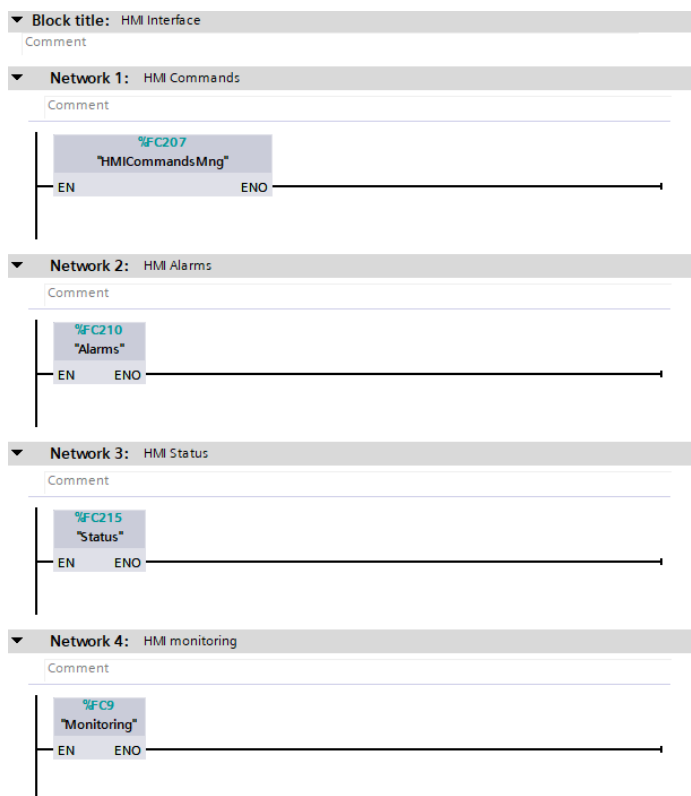 Block title: HMI Interface
Comment
Network 1: HMI Commands
Comment
%FC207
"HMICommandsMng"
EN ENO
Network 2: HMI Alarms
Comment
%FC210
"Alarms"
EN ENO
Network 3: HMI Status
Comment
%FC215
"Status"
EN ENO
Network 4: HMI monitoring
Comment
%FC9
"Monitoring"
EN ENO